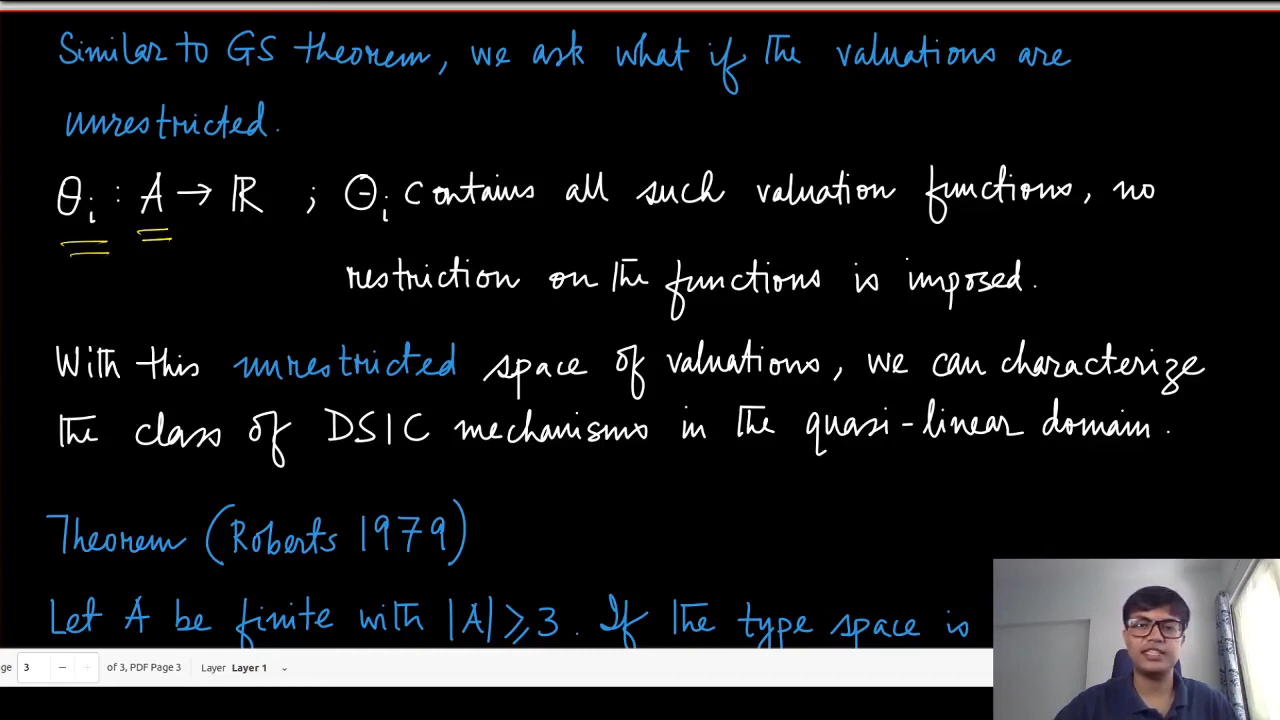 Similar to GS theorem, we ask what if the valuations are
unrestricted.
θi : A → ℝ ; Θi contains all such valuation functions, no
restriction on the functions is imposed.
With this unrestricted space of valuations, we can characterize
the class of DSIC mechanisms in the quasi-linear domain.
Theorem (Roberts 1979)
Let A be finite with |A| ⩾ 3. If the type space is
ge 3 − + of 3, PDF Page 3 Layer Layer 1